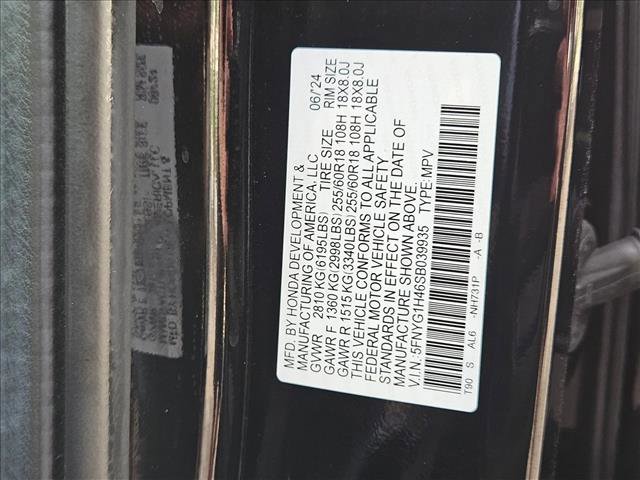 MFD. BY HONDA DEVELOPMENT &
MANUFACTURING OF AMERICA, LLC 06/24
GVWR 2810 KG(6195LBS) TIRE SIZE RIM SIZE
GAWR F 1360 KG(2998LBS) 255/60R18 108H 18X8.0J
GAWR R 1515 KG(3340LBS) 255/60R18 108H 18X8.0J
THIS VEHICLE CONFORMS TO ALL APPLICABLE
FEDERAL MOTOR VEHICLE SAFETY
STANDARDS IN EFFECT ON THE DATE OF
MANUFACTURE SHOWN ABOVE.
V.I.N.:5FNYG1H46SB039935 TYPE:MPV
T90 S AL6 -NH731P -A -B